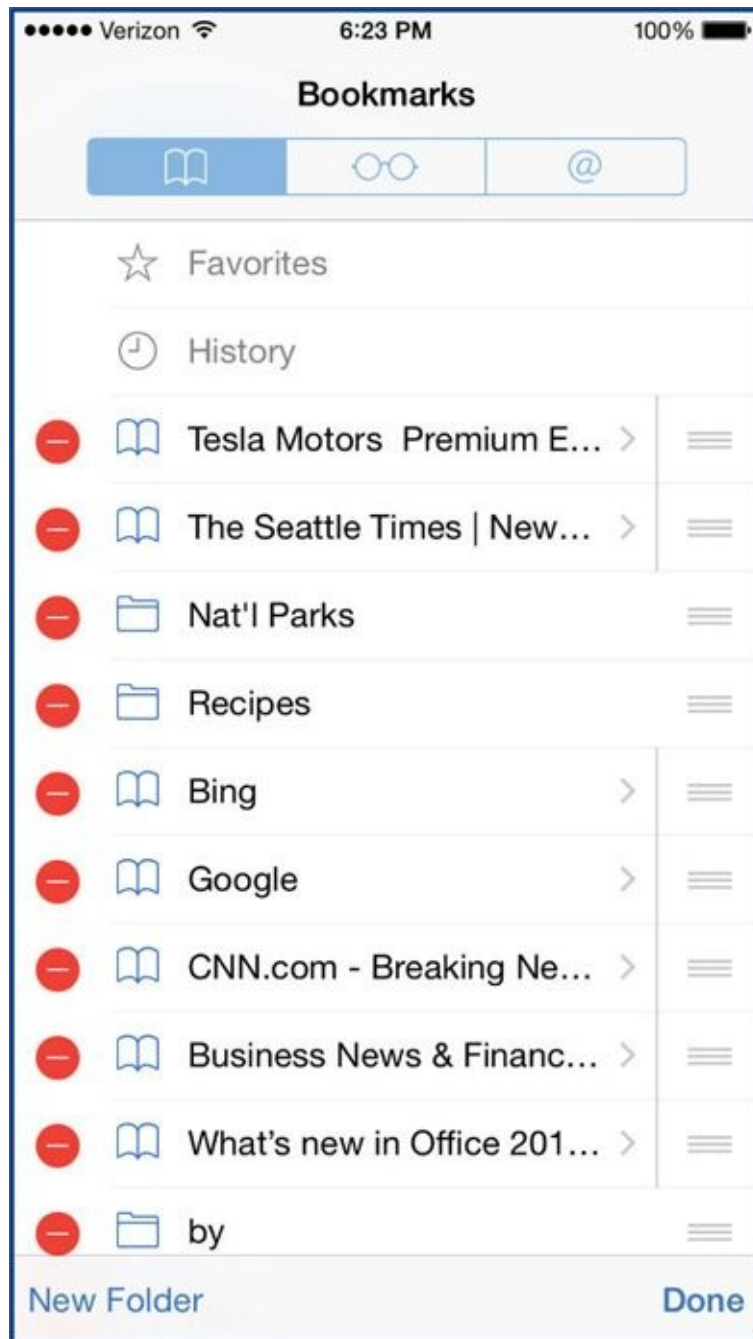 Verizon 6:23 PM 100%
Bookmarks
@
Favorites
History
Tesla Motors  Premium E...
The Seattle Times | New...
Nat'l Parks
Recipes
Bing
Google
CNN.com - Breaking Ne...
Business News & Financ...
What’s new in Office 201...
by
New Folder Done